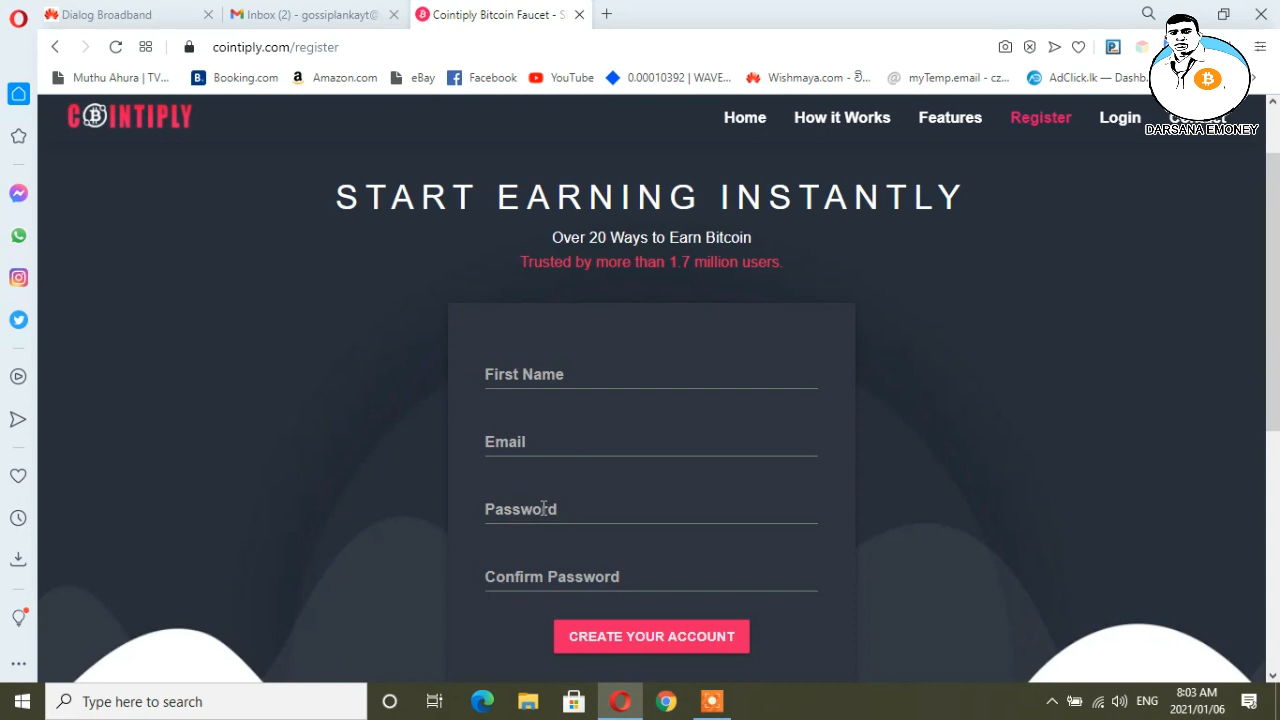 Dialog Broadband
Inbox (2) - gossiplankayt@
Cointiply Bitcoin Faucet - S
cointiply.com/register
Muthu Ahura | TV...
Booking.com
Amazon.com
eBay
Facebook
YouTube
0.00010392 | WAVE...
Wishmaya.com - වි...
@ myTemp.email - cz...
AdClick.lk — Dashb...
DARSANA EMONEY
COINTIPLY
Home
How it Works
Features
Register
Login
START EARNING INSTANTLY
Over 20 Ways to Earn Bitcoin
Trusted by more than 1.7 million users.
First Name
Email
Password
Confirm Password
CREATE YOUR ACCOUNT
Type here to search
ENG
8:03 AM
2021/01/06